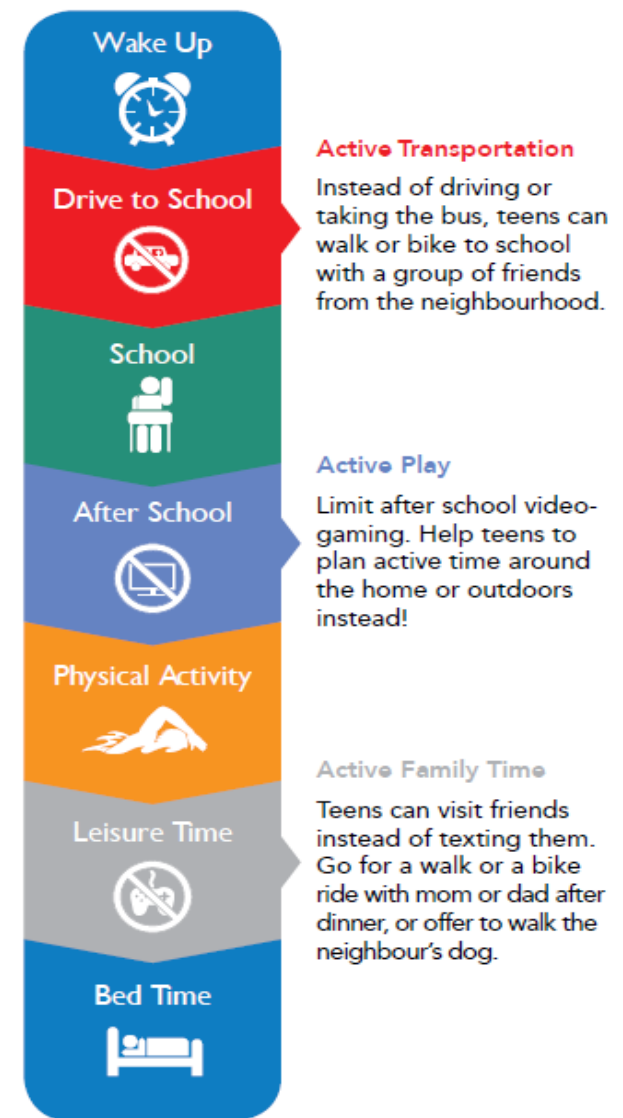 Wake Up
Drive to School
Active Transportation
Instead of driving or
taking the bus, teens can
walk or bike to school
with a group of friends
from the neighbourhood.
School
After School
Active Play
Limit after school video-
gaming. Help teens to
plan active time around
the home or outdoors
instead!
Physical Activity
Leisure Time
Active Family Time
Teens can visit friends
instead of texting them.
Go for a walk or a bike
ride with mom or dad after
dinner, or offer to walk the
neighbour's dog.
Bed Time